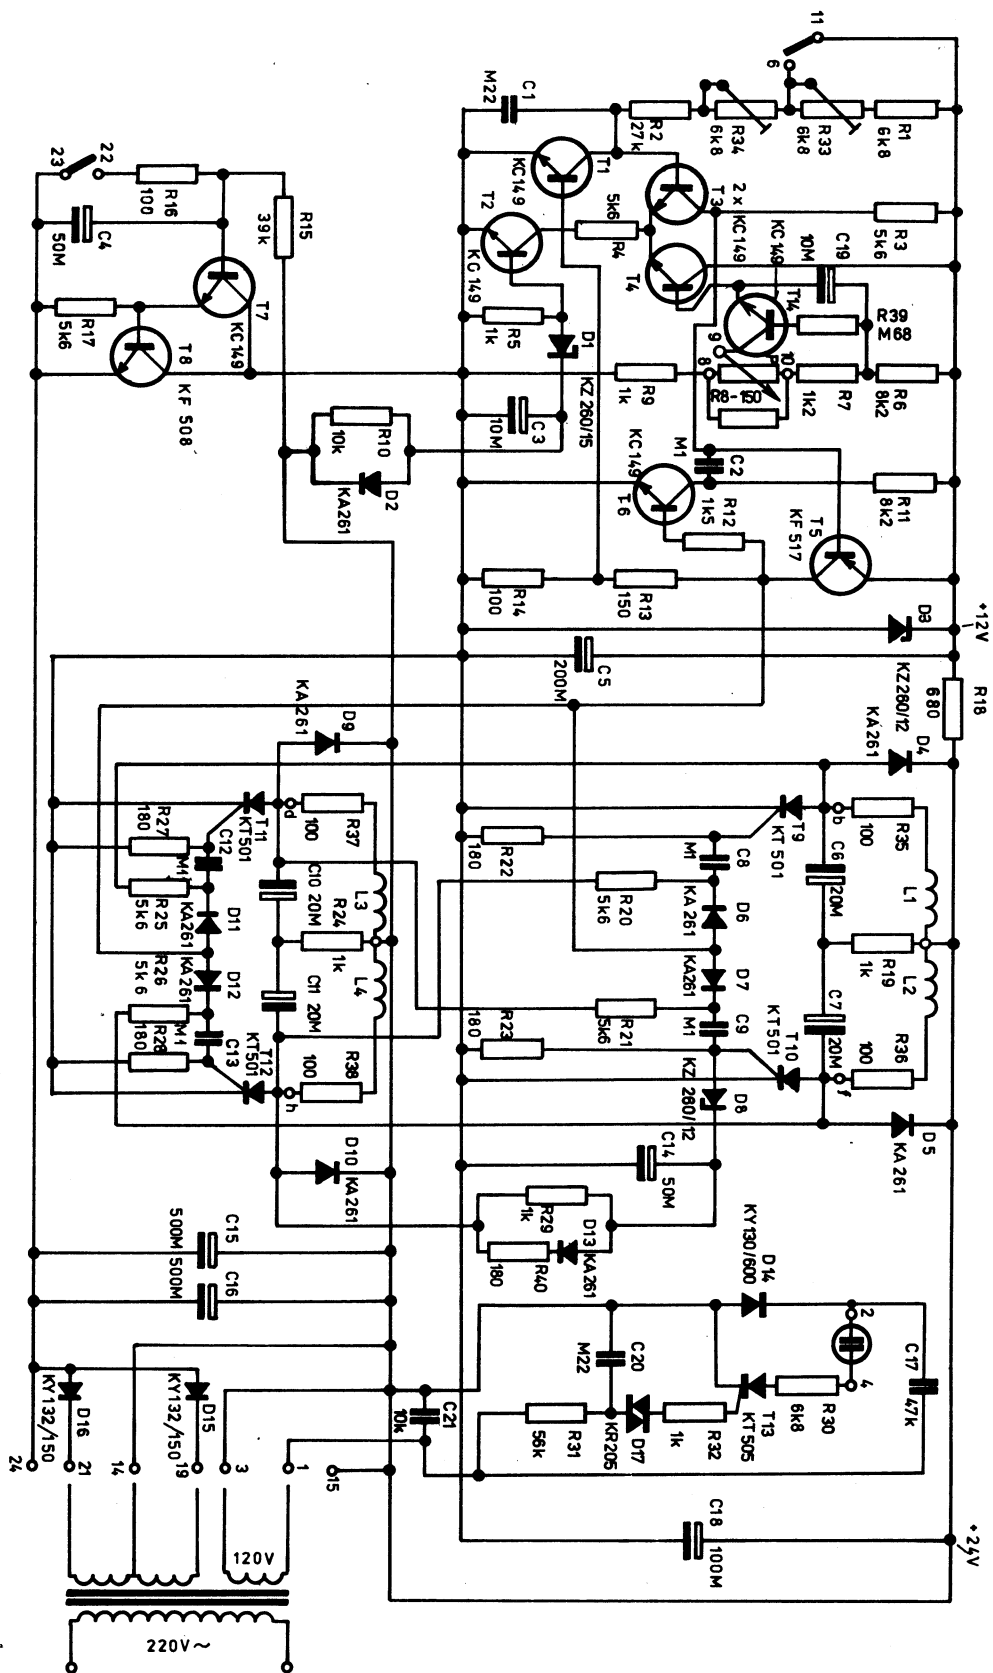 11
6
R1
6k8
R33
6k8
R34
6k8
R2
27k
C1
M22
T1
KC149
T2
KC149
5k6
R4
2 x KC149
T3
T4
R3
5k6
C19
10M
KC149
T14
R39
M68
9
8
10
R8-150
R7
1k2
R6
8k2
R9
1k
R5
1k
D1
KZ 260/15
C3
10M
M1
C2
KC149
T6
R12
1k5
R11
8k2
T5
KF517
R13
150
R14
100
D3
KZ260/12
+12V
R18
680
C5
200M
23
22
R16
100
C4
50M
R15
39k
T7
KC149
R17
5k6
T8
KF 508
R10
10k
D2
KA261
D4
KA261
R35
100
L1
L2
R36
100
b
f
C6
20M
R19
1k
C7
20M
T9
KT 501
T10
KT501
D5
KA 261
R22
180
C8
M1
D6
KA 261
D7
KA261
C9
M1
R20
5k6
R21
5k6
R23
180
D8
KZ 260/12
C14
50M
D9
KA261
R37
100
d
L3
L4
R38
100
h
C10 20M
R24
1k
C11 20M
T11
KT501
T12
KT501
D10
KA261
R27
180
C12
M1
R25
5k6
D11
KA261
D12
KA261
R26
5k6
M1
C13
R28
180
R29
1k
D13
KA261
R40
180
C15
500M
C16
500M
D14
KY130/600
2
4
C17
47k
R30
6k8
T13
KT505
R32
1k
D17
KR205
C20
M22
R31
56k
C21
10k
C18
100M
+24V
D15
KY132/150
D16
KY132/150
24
21
14
19
3
1
15
120V
220V~